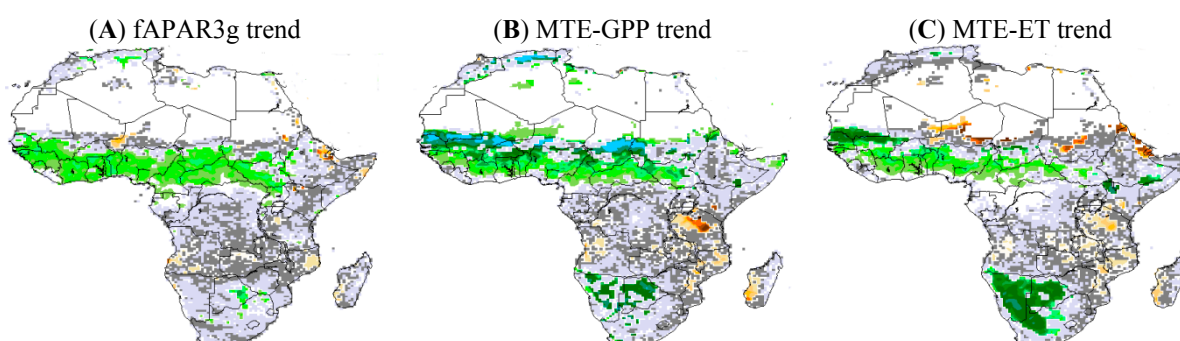 (A) fAPAR3g trend
(B) MTE-GPP trend
(C) MTE-ET trend